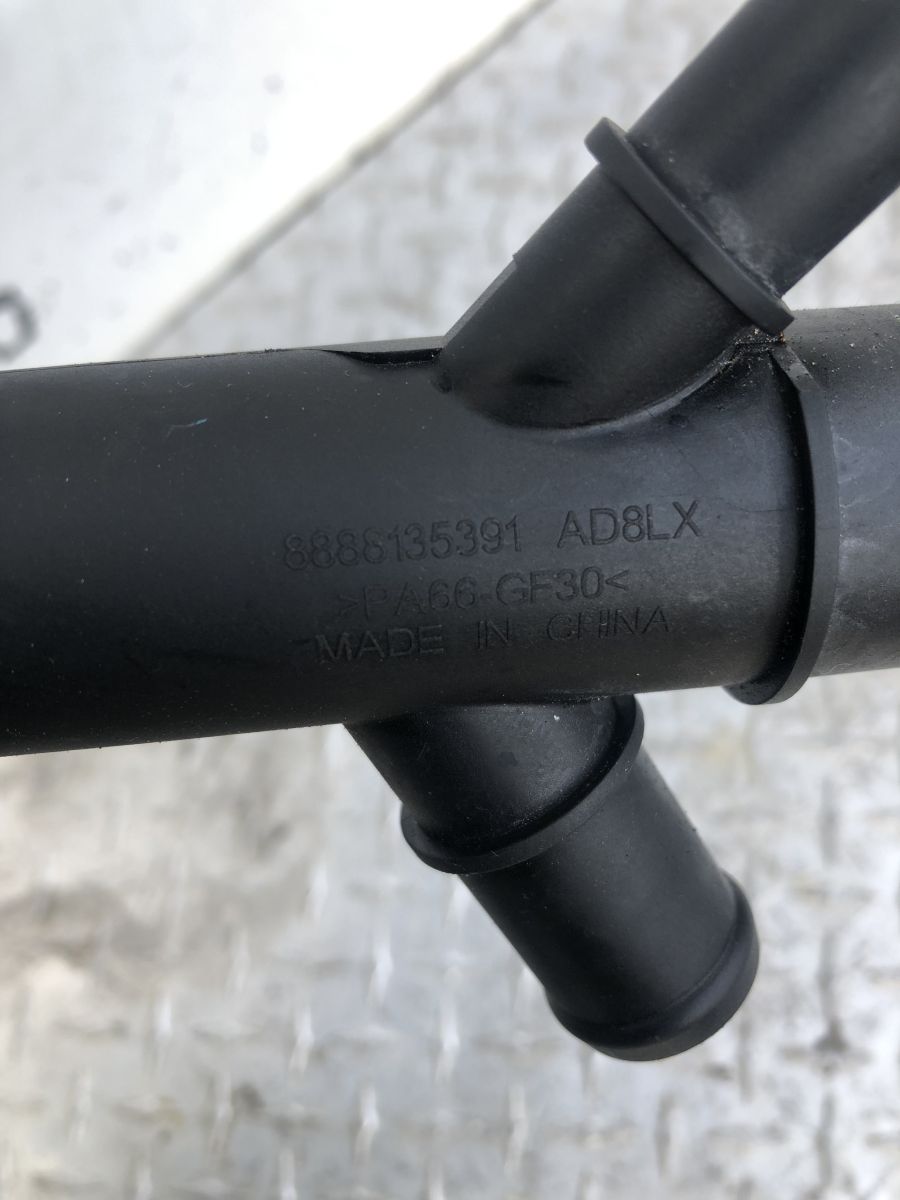 8888135391 AD8LX
>PA66-GF30<
MADE IN CHINA